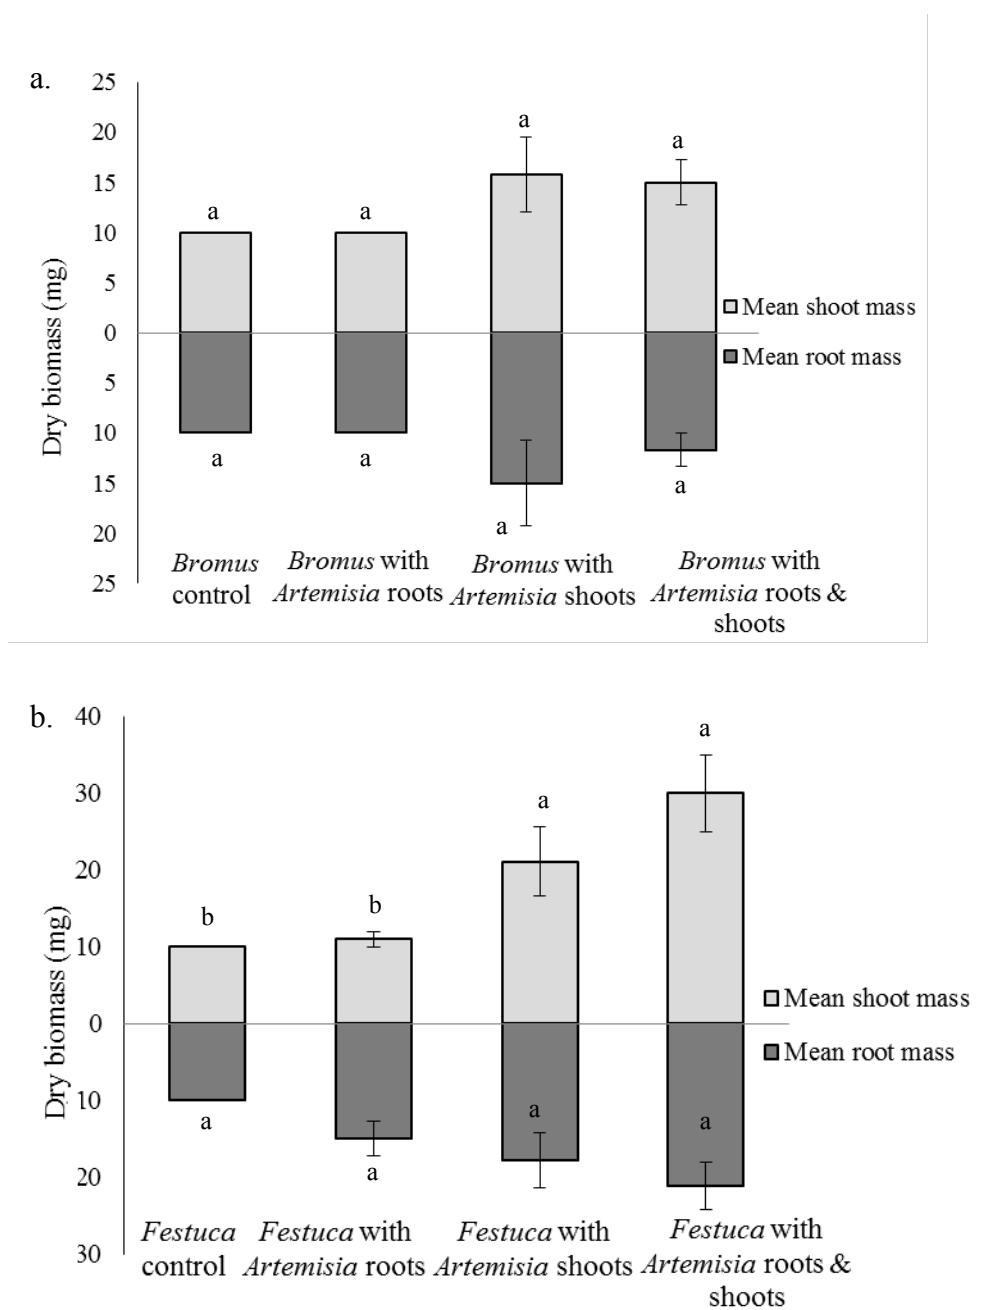 a.
25
20
15
10
5
0
5
10
15
20
25
Dry biomass (mg)
a
a
a
a
a
a
a
a
Mean shoot mass
Mean root mass
Bromus
control
Bromus with
Artemisia roots
Bromus with
Artemisia shoots
Bromus with
Artemisia roots &
shoots
b.
40
30
20
10
0
10
20
30
Dry biomass (mg)
b
b
a
a
a
a
a
a
Mean shoot mass
Mean root mass
Festuca
control
Festuca with
Artemisia roots
Festuca with
Artemisia shoots
Festuca with
Artemisia roots &
shoots